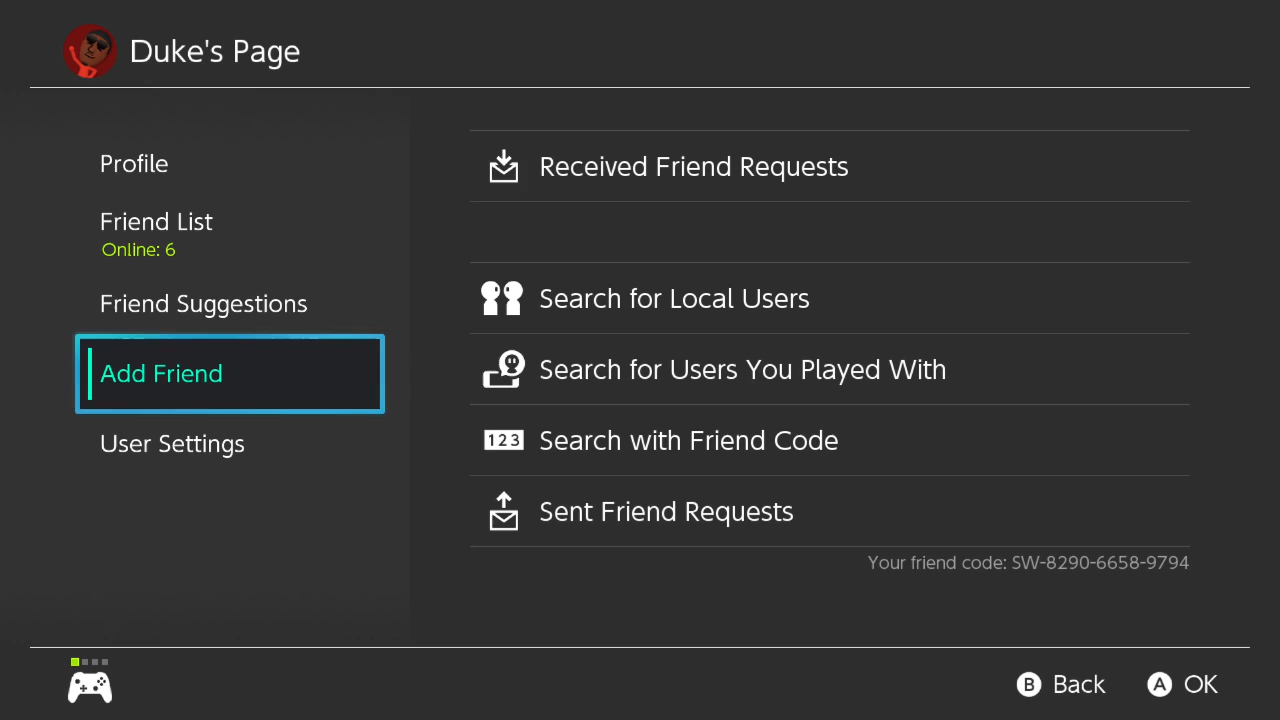 Duke's Page
Profile
Friend List
Online: 6
Friend Suggestions
Add Friend
User Settings
Received Friend Requests
Search for Local Users
Search for Users You Played With
123
Search with Friend Code
Sent Friend Requests
Your friend code: SW-8290-6658-9794
B Back
A OK